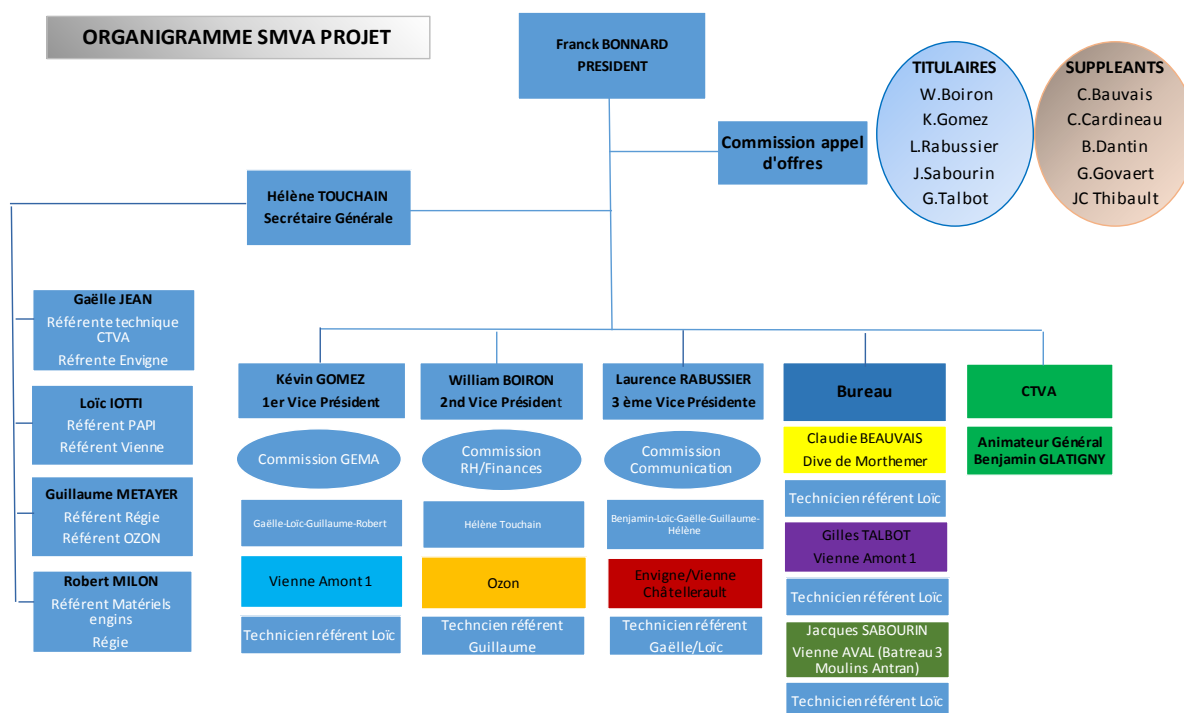 ORGANIGRAMME SMVA PROJET
Franck BONNARD
PRESIDENT
TITULAIRES
W.Boiron
K.Gomez
L.Rabussier
J.Sabourin
G.Talbot
SUPPLEANTS
C.Bauvais
C.Cardineau
B.Dantin
G.Govaert
JC Thibault
Commission appel
d'offres
Hélène TOUCHAIN
Secrétaire Générale
Gaëlle JEAN
Référente technique
CTVA
Réfrente Envigne
Loïc IOTTI
Référent PAPI
Référent Vienne
Guillaume METAYER
Référent Régie
Référent OZON
Robert MILON
Référent Matériels
engins
Régie
Kévin GOMEZ
1er Vice Président
Commission GEMA
Gaëlle-Loïc-Guillaume-Robert
Vienne Amont 1
Technicien référent Loïc
William BOIRON
2nd Vice Président
Commission
RH/Finances
Hélène Touchain
Ozon
Techncien référent
Guillaume
Laurence RABUSSIER
3 ème Vice Présidente
Commission
Communication
Benjamin-Loïc-Gaëlle-Guillaume-
Hélène
Envigne/Vienne
Châtellerault
Technicien référent
Gaëlle/Loïc
Bureau
Claudie BEAUVAIS
Dive de Morthemer
Technicien référent Loïc
Gilles TALBOT
Vienne Amont 1
Technicien référent Loïc
Jacques SABOURIN
Vienne AVAL (Batreau 3
Moulins Antran)
Technicien référent Loïc
CTVA
Animateur Général
Benjamin GLATIGNY